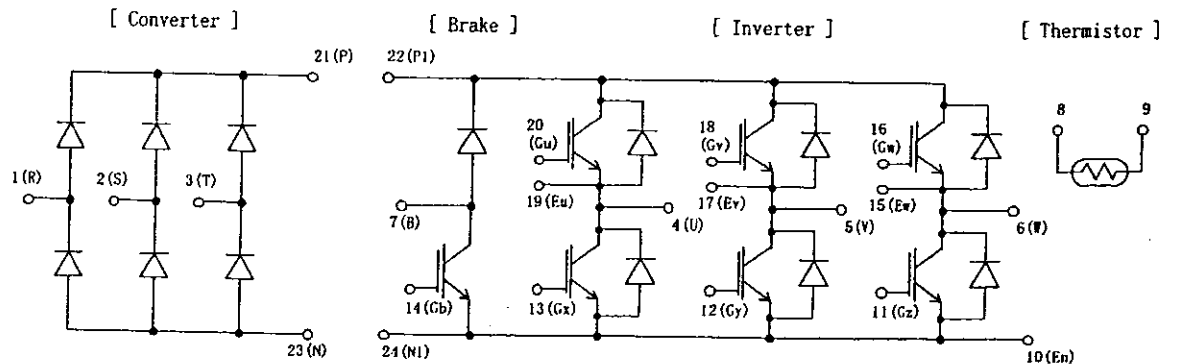 [ Converter ]
[ Brake ]
[ Inverter ]
[ Thermistor ]
21(P)
22(P1)
20
(Gu)
18
(Gv)
16
(Gw)
8
9
1(R)
2(S)
3(T)
19(Eu)
17(Ev)
15(Ew)
7(B)
4(U)
5(V)
6(W)
14(Gb)
13(Gx)
12(Gy)
11(Gz)
23(N)
24(N1)
10(En)